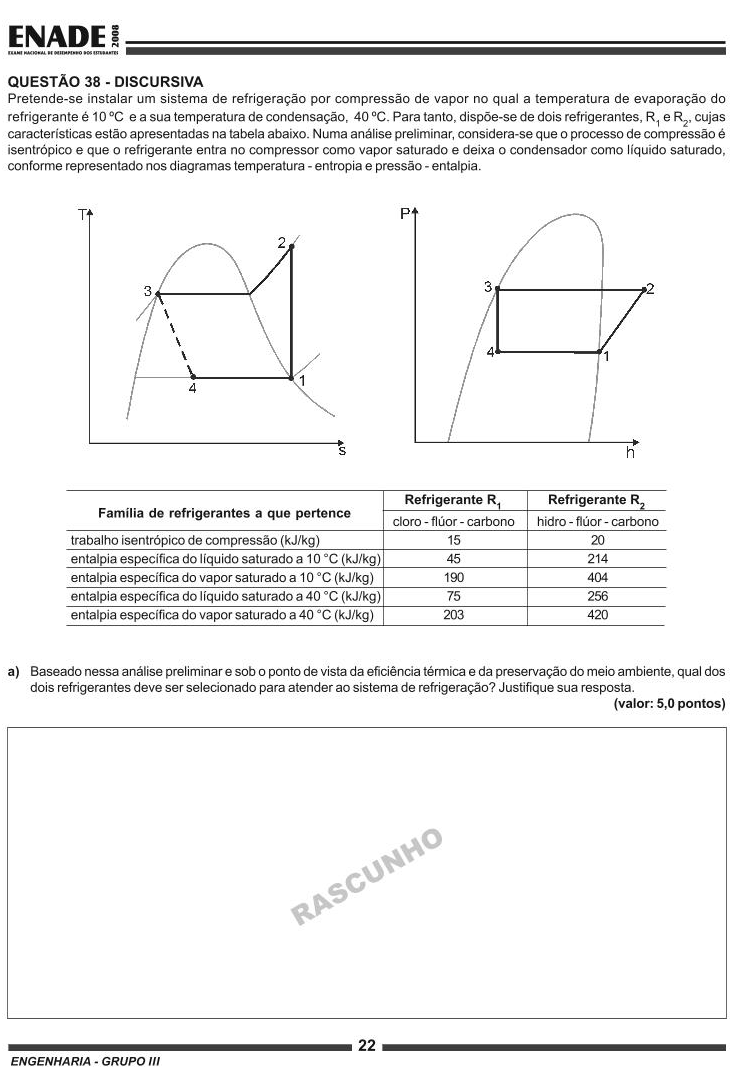 ENADE 2008
EXAME NACIONAL DE DESEMPENHO DOS ESTUDANTES
QUESTÃO 38 - DISCURSIVA
Pretende-se instalar um sistema de refrigeração por compressão de vapor no qual a temperatura de evaporação do
refrigerante é 10 ºC e a sua temperatura de condensação, 40 ºC. Para tanto, dispõe-se de dois refrigerantes, R1 e R2, cujas
características estão apresentadas na tabela abaixo. Numa análise preliminar, considera-se que o processo de compressão é
isentrópico e que o refrigerante entra no compressor como vapor saturado e deixa o condensador como líquido saturado,
conforme representado nos diagramas temperatura - entropia e pressão - entalpia.
T
2
3
4
1
s
P
3
2
4
1
h
Família de refrigerantes a que pertence
Refrigerante R1
Refrigerante R2
cloro - flúor - carbono
hidro - flúor - carbono
trabalho isentrópico de compressão (kJ/kg) 15 20
entalpia específica do líquido saturado a 10 °C (kJ/kg) 45 214
entalpia específica do vapor saturado a 10 °C (kJ/kg) 190 404
entalpia específica do líquido saturado a 40 °C (kJ/kg) 75 256
entalpia específica do vapor saturado a 40 °C (kJ/kg) 203 420
a) Baseado nessa análise preliminar e sob o ponto de vista da eficiência térmica e da preservação do meio ambiente, qual dos
dois refrigerantes deve ser selecionado para atender ao sistema de refrigeração? Justifique sua resposta.
(valor: 5,0 pontos)
RASCUNHO
22
ENGENHARIA - GRUPO III